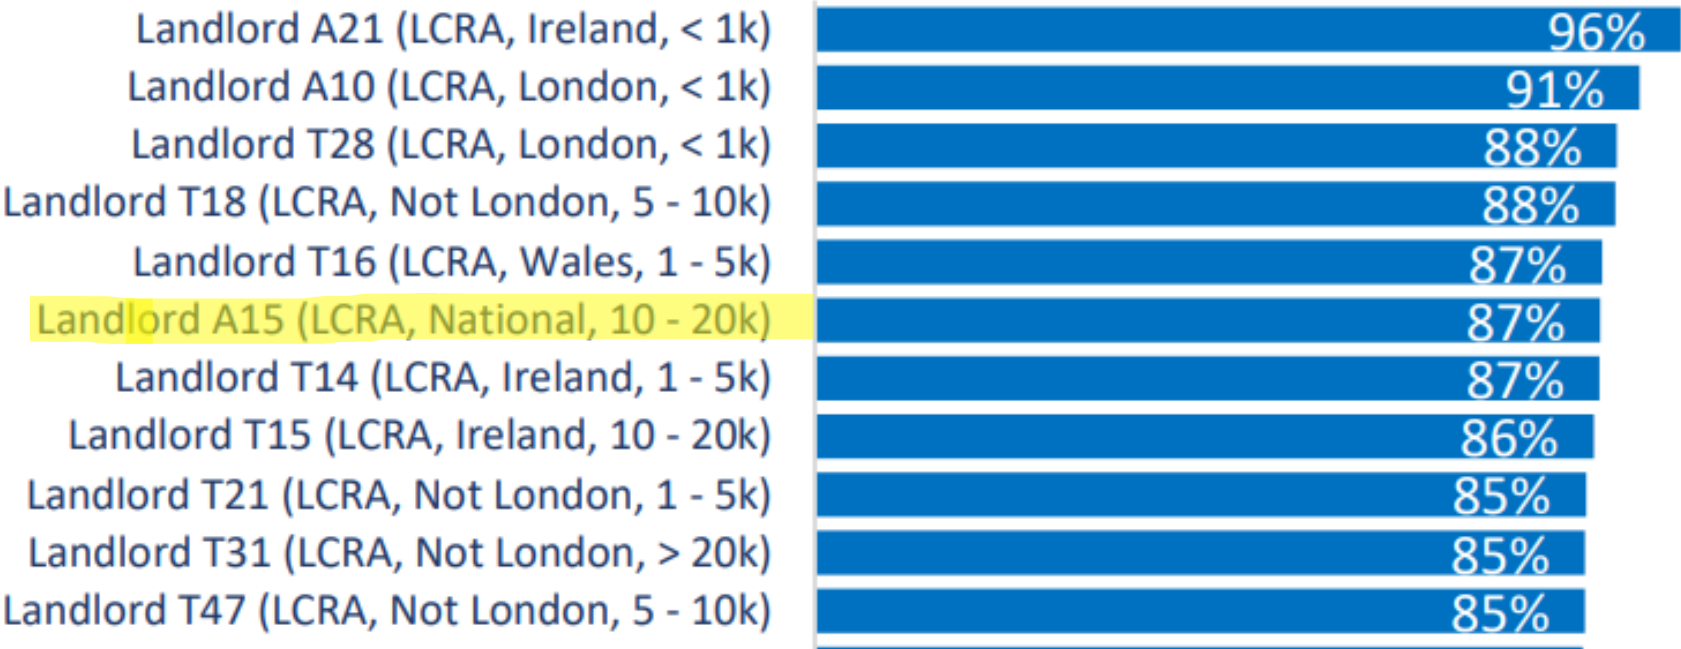 Landlord A21 (LCRA, Ireland, < 1k) 96%
Landlord A10 (LCRA, London, < 1k) 91%
Landlord T28 (LCRA, London, < 1k) 88%
Landlord T18 (LCRA, Not London, 5 - 10k) 88%
Landlord T16 (LCRA, Wales, 1 - 5k) 87%
Landlord A15 (LCRA, National, 10 - 20k) 87%
Landlord T14 (LCRA, Ireland, 1 - 5k) 87%
Landlord T15 (LCRA, Ireland, 10 - 20k) 86%
Landlord T21 (LCRA, Not London, 1 - 5k) 85%
Landlord T31 (LCRA, Not London, > 20k) 85%
Landlord T47 (LCRA, Not London, 5 - 10k) 85%